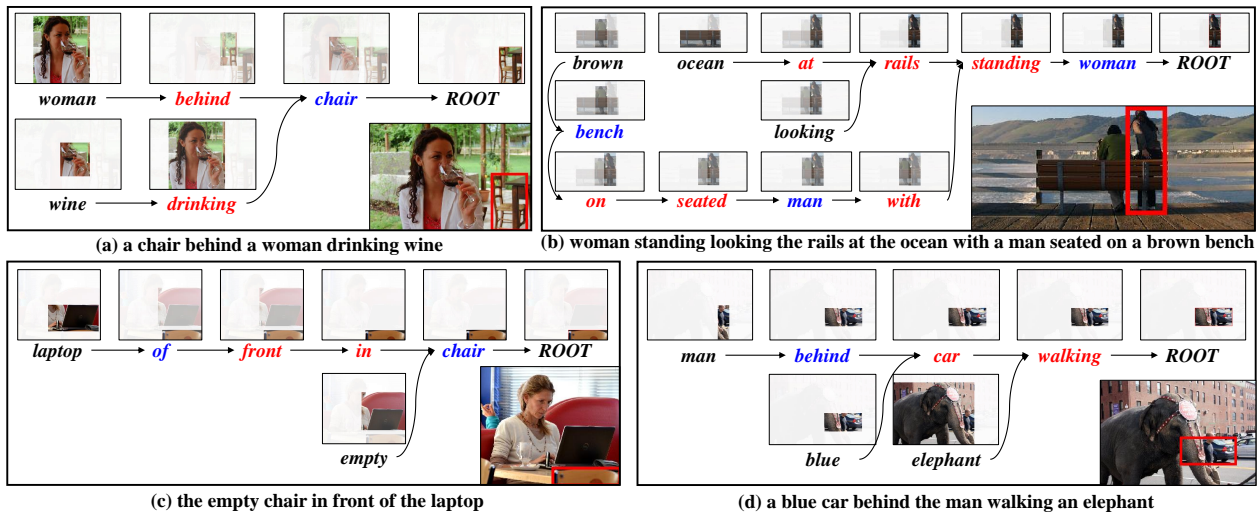 woman behind chair ROOT
wine drinking
(a) a chair behind a woman drinking wine
brown ocean at rails standing woman ROOT
bench looking
on seated man with
(b) woman standing looking the rails at the ocean with a man seated on a brown bench
laptop of front in chair ROOT
empty
(c) the empty chair in front of the laptop
man behind car walking ROOT
blue elephant
(d) a blue car behind the man walking an elephant